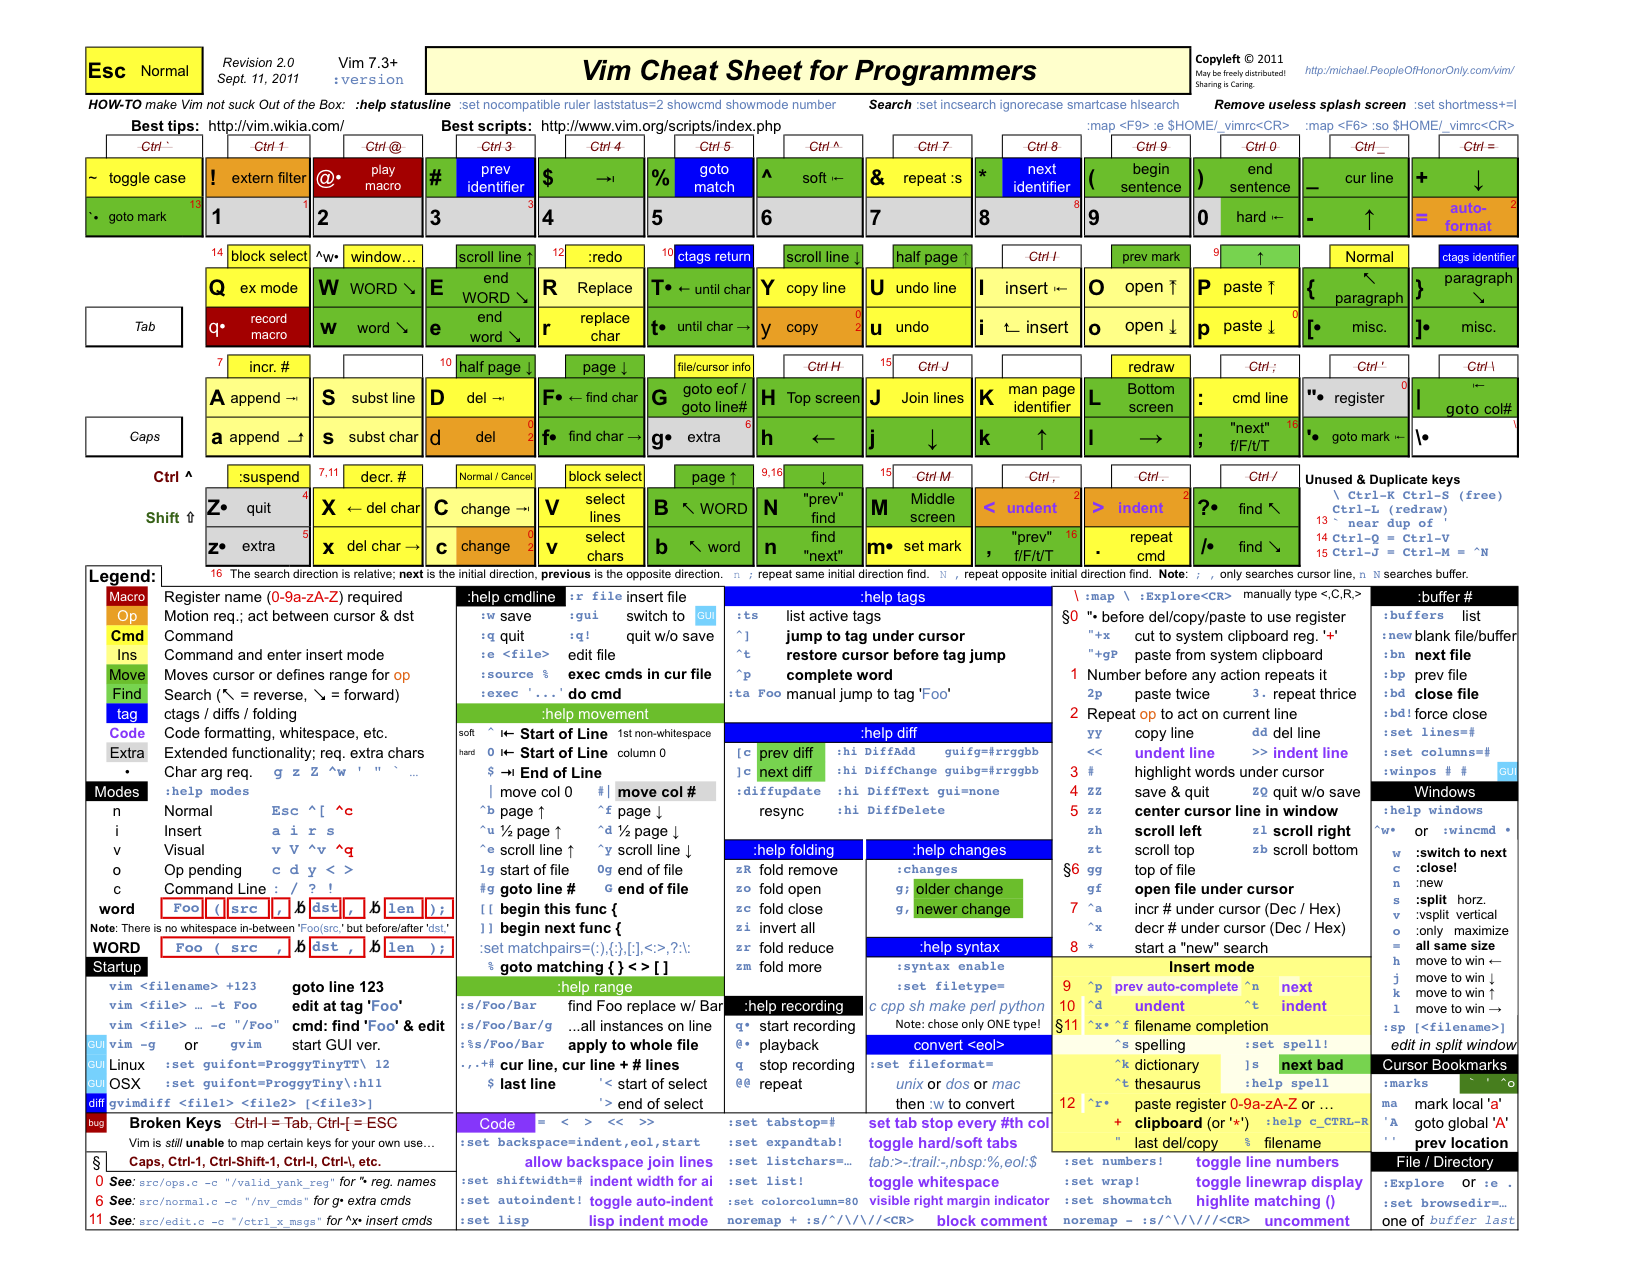 Esc Normal
Revision 2.0
Sept. 11, 2011
Vim 7.3+
:version
Vim Cheat Sheet for Programmers
Copyleft © 2011
May be freely distributed!
Sharing is Caring.
http:/michael.PeopleOfHonorOnly.com/vim/
HOW-TO make Vim not suck Out of the Box: :help statusline :set nocompatible ruler laststatus=2 showcmd showmode number Search :set incsearch ignorecase smartcase hlsearch Remove useless splash screen :set shortmess+=I
Best tips: http://vim.wikia.com/ Best scripts: http://www.vim.org/scripts/index.php :map <F9> :e $HOME/_vimrc<CR> :map <F6> :so $HOME/_vimrc<CR>
Ctrl ` Ctrl 1 Ctrl @ Ctrl 3 Ctrl 4 Ctrl 5 Ctrl ^ Ctrl 7 Ctrl 8 Ctrl 9 Ctrl 0 Ctrl _ Ctrl =
~ toggle case ! extern filter @• play macro # prev identifier $ ⇥ % goto match ^ soft ⇤ & repeat :s * next identifier ( begin sentence ) end sentence _ cur line + ↓
`• goto mark 13 1 1 2 3 3 4 5 6 7 8 8 9 0 hard ⇤ - ↑ = auto-format 2
14 block select ^w• window… scroll line ↑ 12 :redo 10 ctags return scroll line ↓ half page ↑ Ctrl I prev mark 9 ↑ Normal ctags identifier
Q ex mode W WORD ↘ E end WORD ↘ R Replace T• ← until char Y copy line U undo line I insert ⇤ O open ⤒ P paste ⤒ { ↖ paragraph } paragraph ↘
Tab q• record macro w word ↘ e end word ↘ r replace char t• until char → y copy 0 2 u undo i insert o open ⤓ p paste ⤓ 0 [• misc. ]• misc.
7 incr. # 10 half page ↓ page ↓ file/cursor info Ctrl H 15 Ctrl J redraw Ctrl ; Ctrl ' Ctrl \
A append ⇥ S subst line D del ⇥ F• ← find char G goto eof / goto line# H Top screen J Join lines K man page identifier L Bottom screen : cmd line "• register 0 | ⇤ goto col#
Caps a append s subst char d del 0 2 f• find char → g• extra 6 h ← j ↓ k ↑ l → ; "next" f/F/t/T 16 '• goto mark ⇤ \• \
Ctrl ^ :suspend 7,11 decr. # Normal / Cancel block select page ↑ 9,16 ↓ 15 Ctrl M Ctrl , Ctrl . Ctrl /
Shift ⇧ Z• quit 4 X ← del char C change ⇥ V select lines B ↖ WORD N "prev" find M Middle screen < undent 2 > indent 2 ?• find ↖
z• extra 5 x del char → c change 0 2 v select chars b ↖ word n find "next" m• set mark , "prev" f/F/t/T 16 . repeat cmd /• find ↘
Unused & Duplicate keys
\ Ctrl-K Ctrl-S (free)
Ctrl-L (redraw)
13 ` near dup of '
14 Ctrl-Q = Ctrl-V
15 Ctrl-J = Ctrl-M = ^N
Legend: 16 The search direction is relative; next is the initial direction, previous is the opposite direction. n ; repeat same initial direction find. N , repeat opposite initial direction find. Note: ; , only searches cursor line, n N searches buffer.
Macro Register name (0-9a-zA-Z) required
Op Motion req.; act between cursor & dst
Cmd Command
Ins Command and enter insert mode
Move Moves cursor or defines range for op
Find Search (↖ = reverse, ↘ = forward)
tag ctags / diffs / folding
Code Code formatting, whitespace, etc.
Extra Extended functionality; req. extra chars
• Char arg req. g z Z ^w ' " ` …
Modes :help modes
n Normal Esc ^[ ^c
i Insert a i r s
v Visual v V ^v ^q
o Op pending c d y < >
c Command Line : / ? !
word Foo ( src , ␢ dst , ␢ len );
Note: There is no whitespace in-between 'Foo(src,' but before/after 'dst,'
WORD Foo ( src , ␢ dst , ␢ len );
Startup
vim <filename> +123 goto line 123
vim <file> … -t Foo edit at tag 'Foo'
vim <file> … -c "/Foo" cmd: find 'Foo' & edit
GUI vim -g or gvim start GUI ver.
GUI Linux :set guifont=ProggyTinyTT\ 12
GUI OSX :set guifont=ProggyTiny\:h11
diff gvimdiff <file1> <file2> [<file3>]
bug Broken Keys Ctrl-I = Tab, Ctrl-[ = ESC
Vim is still unable to map certain keys for your own use…
§ Caps, Ctrl-1, Ctrl-Shift-1, Ctrl-I, Ctrl-\, etc.
0 See: src/ops.c -c "/valid_yank_reg" for "• reg. names
6 See: src/normal.c -c "/nv_cmds" for g• extra cmds
11 See: src/edit.c -c "/ctrl_x_msgs" for ^x• insert cmds
:help cmdline :r file insert file
:w save :gui switch to GUI
:q quit :q! quit w/o save
:e <file> edit file
:source % exec cmds in cur file
:exec '...' do cmd
:help movement
soft ^ ⇤ Start of Line 1st non-whitespace
hard 0 ⇤ Start of Line column 0
$ ⇥ End of Line
| move col 0 #| move col #
^b page ↑ ^f page ↓
^u ½ page ↑ ^d ½ page ↓
^e scroll line ↑ ^y scroll line ↓
1g start of file 0g end of file
#g goto line # G end of file
[[ begin this func {
]] begin next func {
:set matchpairs=(:),{:},[:],<:>,?:\:
% goto matching { } < > [ ]
:help range
:s/Foo/Bar find Foo replace w/ Bar
:s/Foo/Bar/g ...all instances on line
:%s/Foo/Bar apply to whole file
.,.+# cur line, cur line + # lines
$ last line '< start of select
'> end of select
Code = < > << >>
:set backspace=indent,eol,start
allow backspace join lines
:set shiftwidth=# indent width for ai
:set autoindent! toggle auto-indent
:set lisp lisp indent mode
:help tags
:ts list active tags
^] jump to tag under cursor
^t restore cursor before tag jump
^p complete word
:ta Foo manual jump to tag 'Foo'
:help diff
[c prev diff :hi DiffAdd guifg=#rrggbb
]c next diff :hi DiffChange guibg=#rrggbb
:diffupdate :hi DiffText gui=none
resync :hi DiffDelete
:help folding
zR fold remove
zo fold open
zc fold close
zi invert all
zr fold reduce
zm fold more
:help recording
q• start recording
@• playback
q stop recording
@@ repeat
:help changes
:changes
g; older change
g, newer change
:help syntax
:syntax enable
:set filetype=
c cpp sh make perl python
Note: chose only ONE type!
convert <eol>
:set fileformat=
unix or dos or mac
then :w to convert
:set tabstop=# set tab stop every #th col
:set expandtab! toggle hard/soft tabs
:set listchars=… tab:>-:trail:-,nbsp:%,eol:$
:set list! toggle whitespace
:set colorcolumn=80 visible right margin indicator
noremap + :s/^/\/\//<CR> block comment
\ :map \ :Explore<CR> manually type <,C,R,>
§0 "• before del/copy/paste to use register
"+x cut to system clipboard reg. '+'
"+gP paste from system clipboard
1 Number before any action repeats it
2p paste twice 3. repeat thrice
2 Repeat op to act on current line
yy copy line dd del line
<< undent line >> indent line
3 # highlight words under cursor
4 ZZ save & quit ZQ quit w/o save
5 zz center cursor line in window
zh scroll left zl scroll right
zt scroll top zb scroll bottom
§6 gg top of file
gf open file under cursor
7 ^a incr # under cursor (Dec / Hex)
^x decr # under cursor (Dec / Hex)
8 * start a "new" search
Insert mode
9 ^p prev auto-complete ^n next
10 ^d undent ^t indent
§11 ^x• ^f filename completion
^s spelling :set spell!
^k dictionary ]s next bad
^t thesaurus :help spell
12 ^r• paste register 0-9a-zA-Z or …
+ clipboard (or '*') :help c_CTRL-R
" last del/copy % filename
:set numbers! toggle line numbers
:set wrap! toggle linewrap display
:set showmatch highlite matching ()
noremap - :s/^\/\///<CR> uncomment
:buffer #
:buffers list
:new blank file/buffer
:bn next file
:bp prev file
:bd close file
:bd! force close
:set lines=#
:set columns=#
:winpos # # GUI
Windows
:help windows
^w• or :wincmd •
w :switch to next
c :close!
n :new
s :split horz.
v :vsplit vertical
o :only maximize
= all same size
h move to win ←
j move to win ↓
k move to win ↑
l move to win →
:sp [<filename>]
edit in split window
Cursor Bookmarks
:marks ` ' ^o
ma mark local 'a'
'A goto global 'A'
'' prev location
File / Directory
:Explore or :e .
:set browsedir=…
one of buffer last